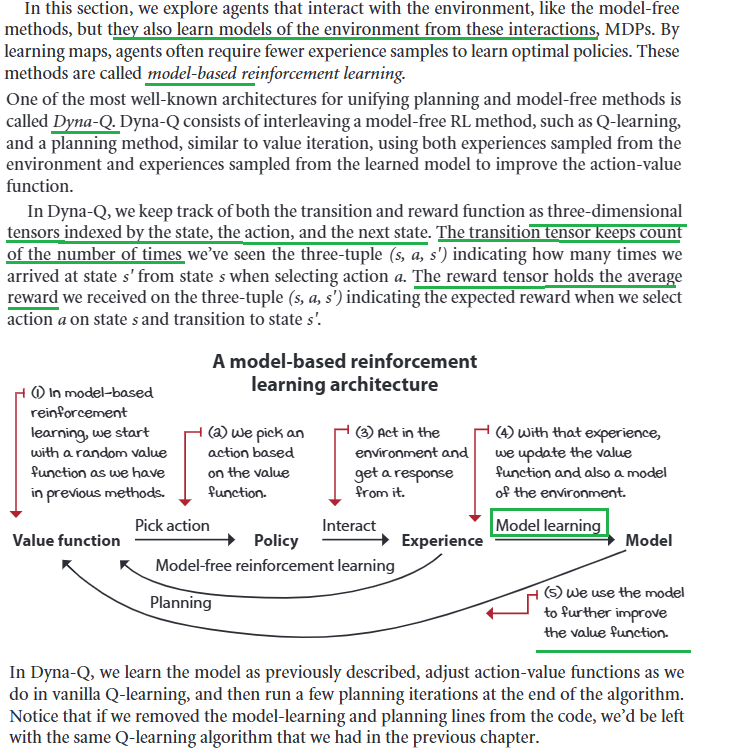 In this section, we explore agents that interact with the environment, like the model-free
methods, but they also learn models of the environment from these interactions, MDPs. By
learning maps, agents often require fewer experience samples to learn optimal policies. These
methods are called model-based reinforcement learning.
One of the most well-known architectures for unifying planning and model-free methods is
called Dyna-Q. Dyna-Q consists of interleaving a model-free RL method, such as Q-learning,
and a planning method, similar to value iteration, using both experiences sampled from the
environment and experiences sampled from the learned model to improve the action-value
function.
In Dyna-Q, we keep track of both the transition and reward function as three-dimensional
tensors indexed by the state, the action, and the next state. The transition tensor keeps count
of the number of times we've seen the three-tuple (s, a, s') indicating how many times we
arrived at state s' from state s when selecting action a. The reward tensor holds the average
reward we received on the three-tuple (s, a, s') indicating the expected reward when we select
action a on state s and transition to state s'.
A model-based reinforcement
learning architecture
(1) In model-based
reinforcement
learning, we start
with a random value
function as we have
in previous methods.
(2) We pick an
action based
on the value
function.
(3) Act in the
environment and
get a response
from it.
(4) With that experience,
we update the value
function and also a model
of the environment.
Value function
Pick action
Policy
Interact
Experience
Model learning
Model
Model-free reinforcement learning
Planning
(5) We use the model
to further improve
the value function.
In Dyna-Q, we learn the model as previously described, adjust action-value functions as we
do in vanilla Q-learning, and then run a few planning iterations at the end of the algorithm.
Notice that if we removed the model-learning and planning lines from the code, we'd be left
with the same Q-learning algorithm that we had in the previous chapter.